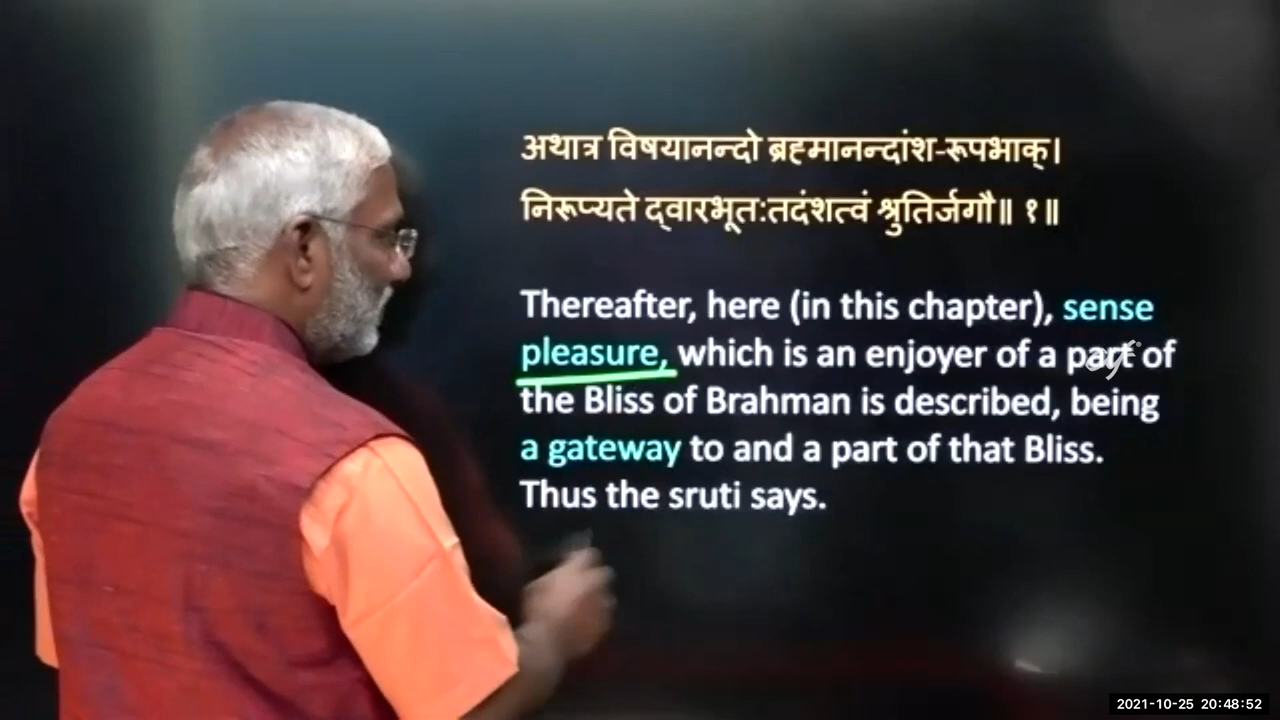 अथात्र विषयानन्दो ब्रह्मानन्दांश-रूपभाक्।
निरूप्यते द्वारभूत:तदंशत्वं श्रुतिर्जगौ॥ १॥
Thereafter, here (in this chapter), sense
pleasure, which is an enjoyer of a part of
the Bliss of Brahman is described, being
a gateway to and a part of that Bliss.
Thus the sruti says.
2021-10-25 20:48:52